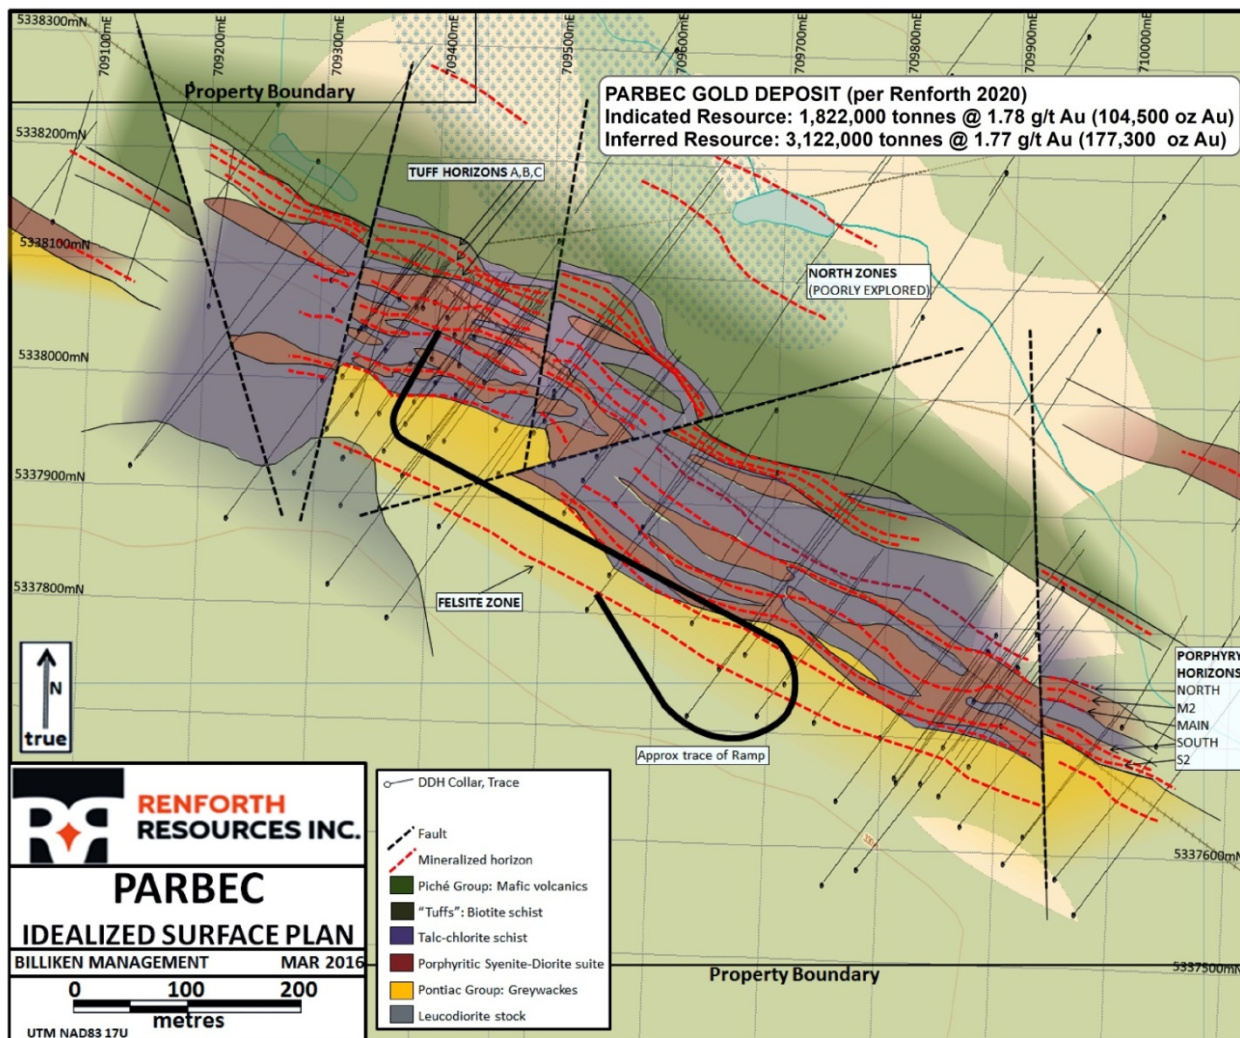 5338300mN
709100mE
709200mE
709300mE
709400mE
709500mE
709600mE
709700mE
709800mE
709900mE
710000mE
Property Boundary
PARBEC GOLD DEPOSIT (per Renforth 2020)
Indicated Resource: 1,822,000 tonnes @ 1.78 g/t Au (104,500 oz Au)
Inferred Resource: 3,122,000 tonnes @ 1.77 g/t Au (177,300 oz Au)
5338200mN
TUFF HORIZONS A,B,C
5338100mN
NORTH ZONES
(POORLY EXPLORED)
5338000mN
5337900mN
5337800mN
FELSITE ZONE
PORPHYRY
HORIZONS
NORTH
M2
MAIN
SOUTH
S2
N
true
Approx trace of Ramp
RENFORTH
RESOURCES INC.
PARBEC
IDEALIZED SURFACE PLAN
BILLIKEN MANAGEMENT MAR 2016
0 100 200
metres
UTM NAD83 17U
DDH Collar, Trace
Fault
Mineralized horizon
Piché Group: Mafic volcanics
"Tuffs": Biotite schist
Talc-chlorite schist
Porphyritic Syenite-Diorite suite
Pontiac Group: Greywackes
Leucodiorite stock
5337600mN
5337500mN
Property Boundary